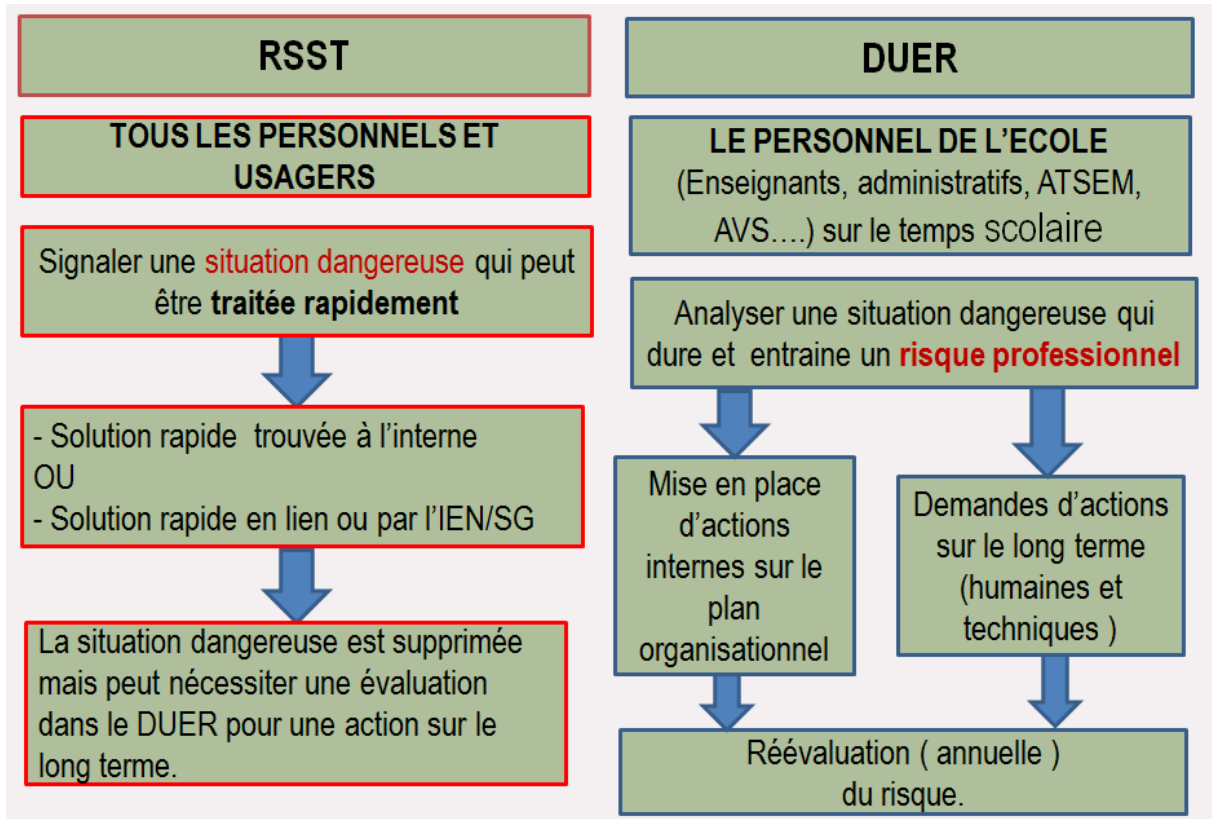 RSST
TOUS LES PERSONNELS ET
USAGERS
Signaler une situation dangereuse qui peut
être traitée rapidement
- Solution rapide trouvée à l'interne
OU
- Solution rapide en lien ou par l'IEN/SG
La situation dangereuse est supprimée
mais peut nécessiter une évaluation
dans le DUER pour une action sur le
long terme.
DUER
LE PERSONNEL DE L'ECOLE
(Enseignants, administratifs, ATSEM,
AVS….) sur le temps scolaire
Analyser une situation dangereuse qui
dure et entraine un risque professionnel
Mise en place
d'actions
internes sur le
plan
organisationnel
Demandes d'actions
sur le long terme
(humaines et
techniques )
Réévaluation ( annuelle )
du risque.